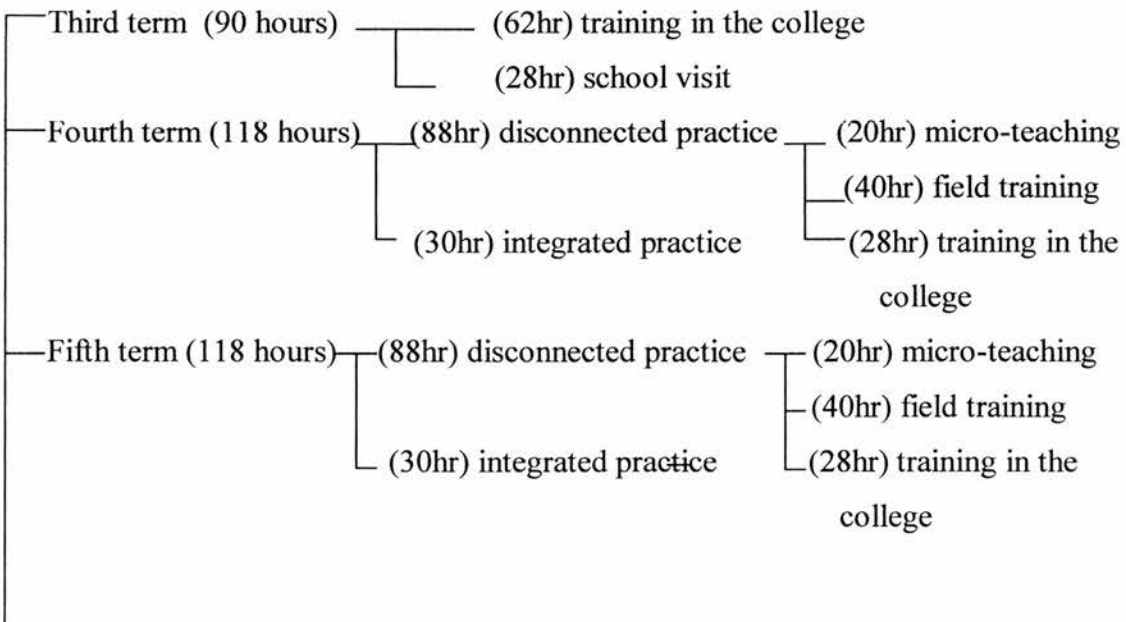 Third term (90 hours) (62hr) training in the college
(28hr) school visit
Fourth term (118 hours) (88hr) disconnected practice (20hr) micro-teaching
(40hr) field training
(30hr) integrated practice (28hr) training in the
college
Fifth term (118 hours) (88hr) disconnected practice (20hr) micro-teaching
(40hr) field training
(30hr) integrated practice (28hr) training in the
college